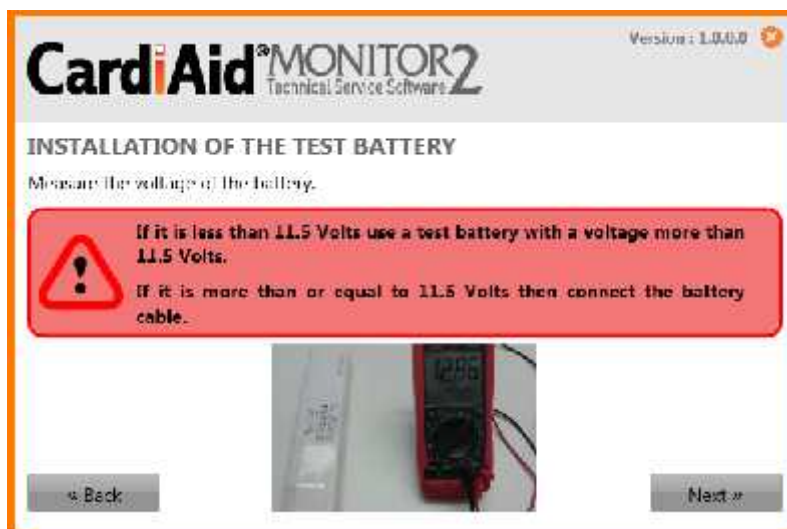 Version : 1.0.0.0
CardiAid® MONITOR2
Technical Service Software
INSTALLATION OF THE TEST BATTERY
Measure the voltage of the battery.
If it is less than 11.5 Volts use a test battery with a voltage more than
11.5 Volts.
If it is more than or equal to 11.5 Volts then connect the battery
cable.
12.86
« Back
Next »